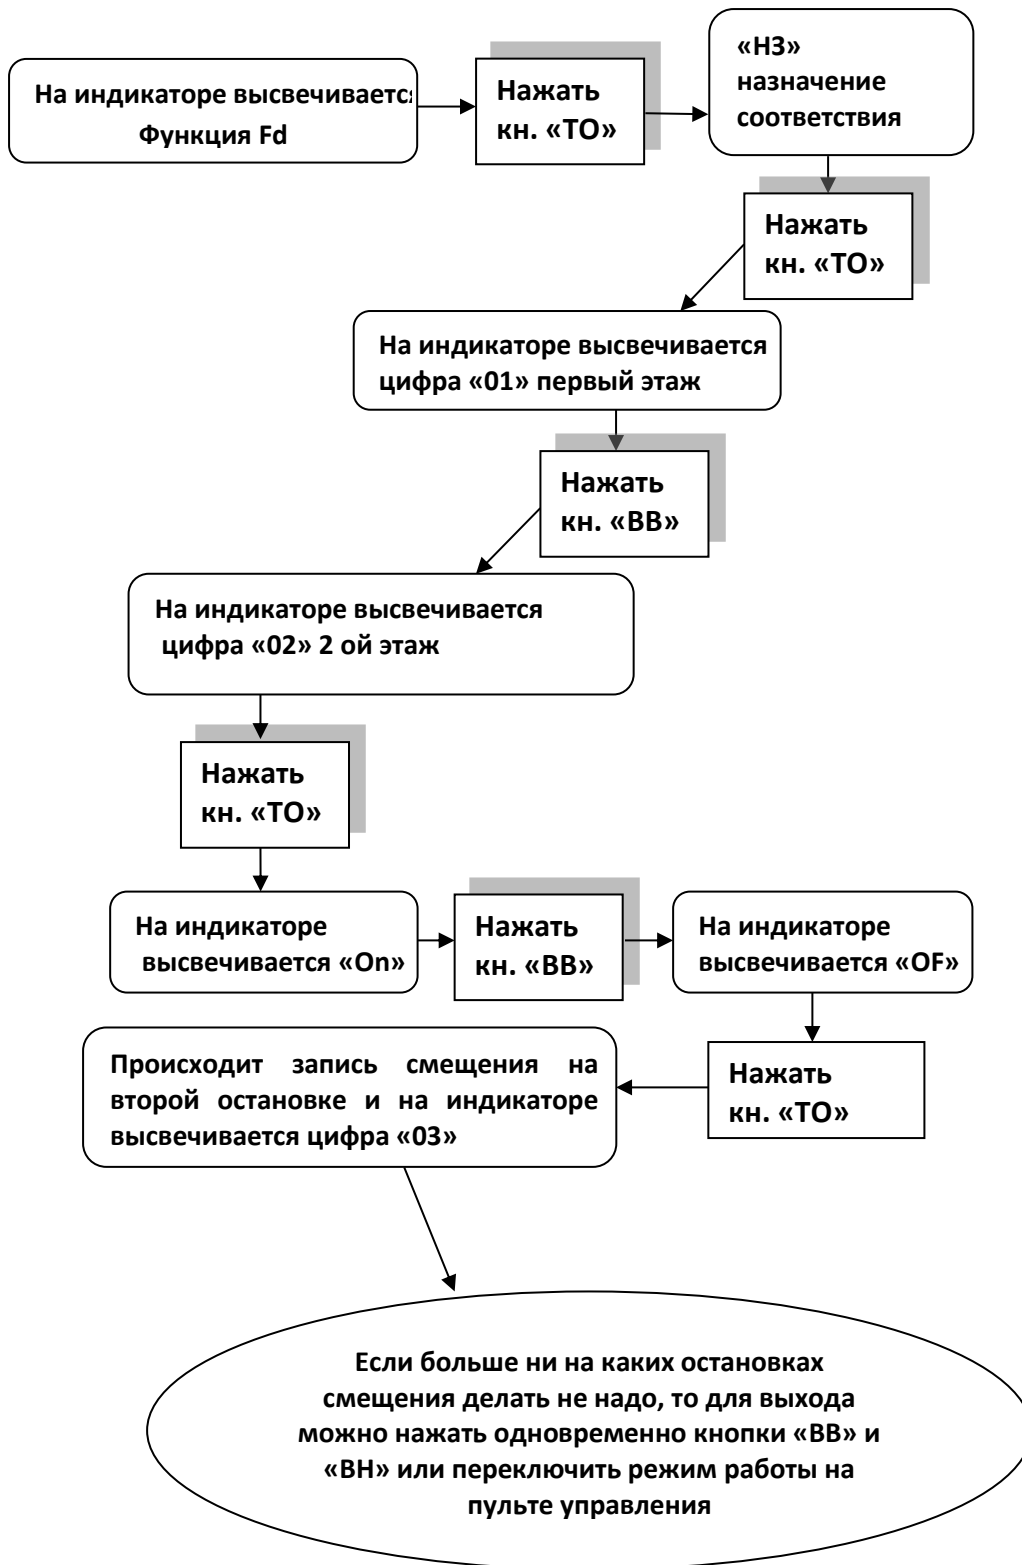 На индикаторе высвечивается
Функция Fd
Нажать
кн. «ТО»
«НЗ»
назначение
соответствия
Нажать
кн. «ТО»
На индикаторе высвечивается
цифра «01» первый этаж
Нажать
кн. «ВВ»
На индикаторе высвечивается
цифра «02» 2 ой этаж
Нажать
кн. «ТО»
На индикаторе
высвечивается «On»
Нажать
кн. «ВВ»
На индикаторе
высвечивается «OF»
Нажать
кн. «ТО»
Происходит запись смещения на
второй остановке и на индикаторе
высвечивается цифра «03»
Если больше ни на каких остановках
смещения делать не надо, то для выхода
можно нажать одновременно кнопки «ВВ» и
«ВН» или переключить режим работы на
пульте управления